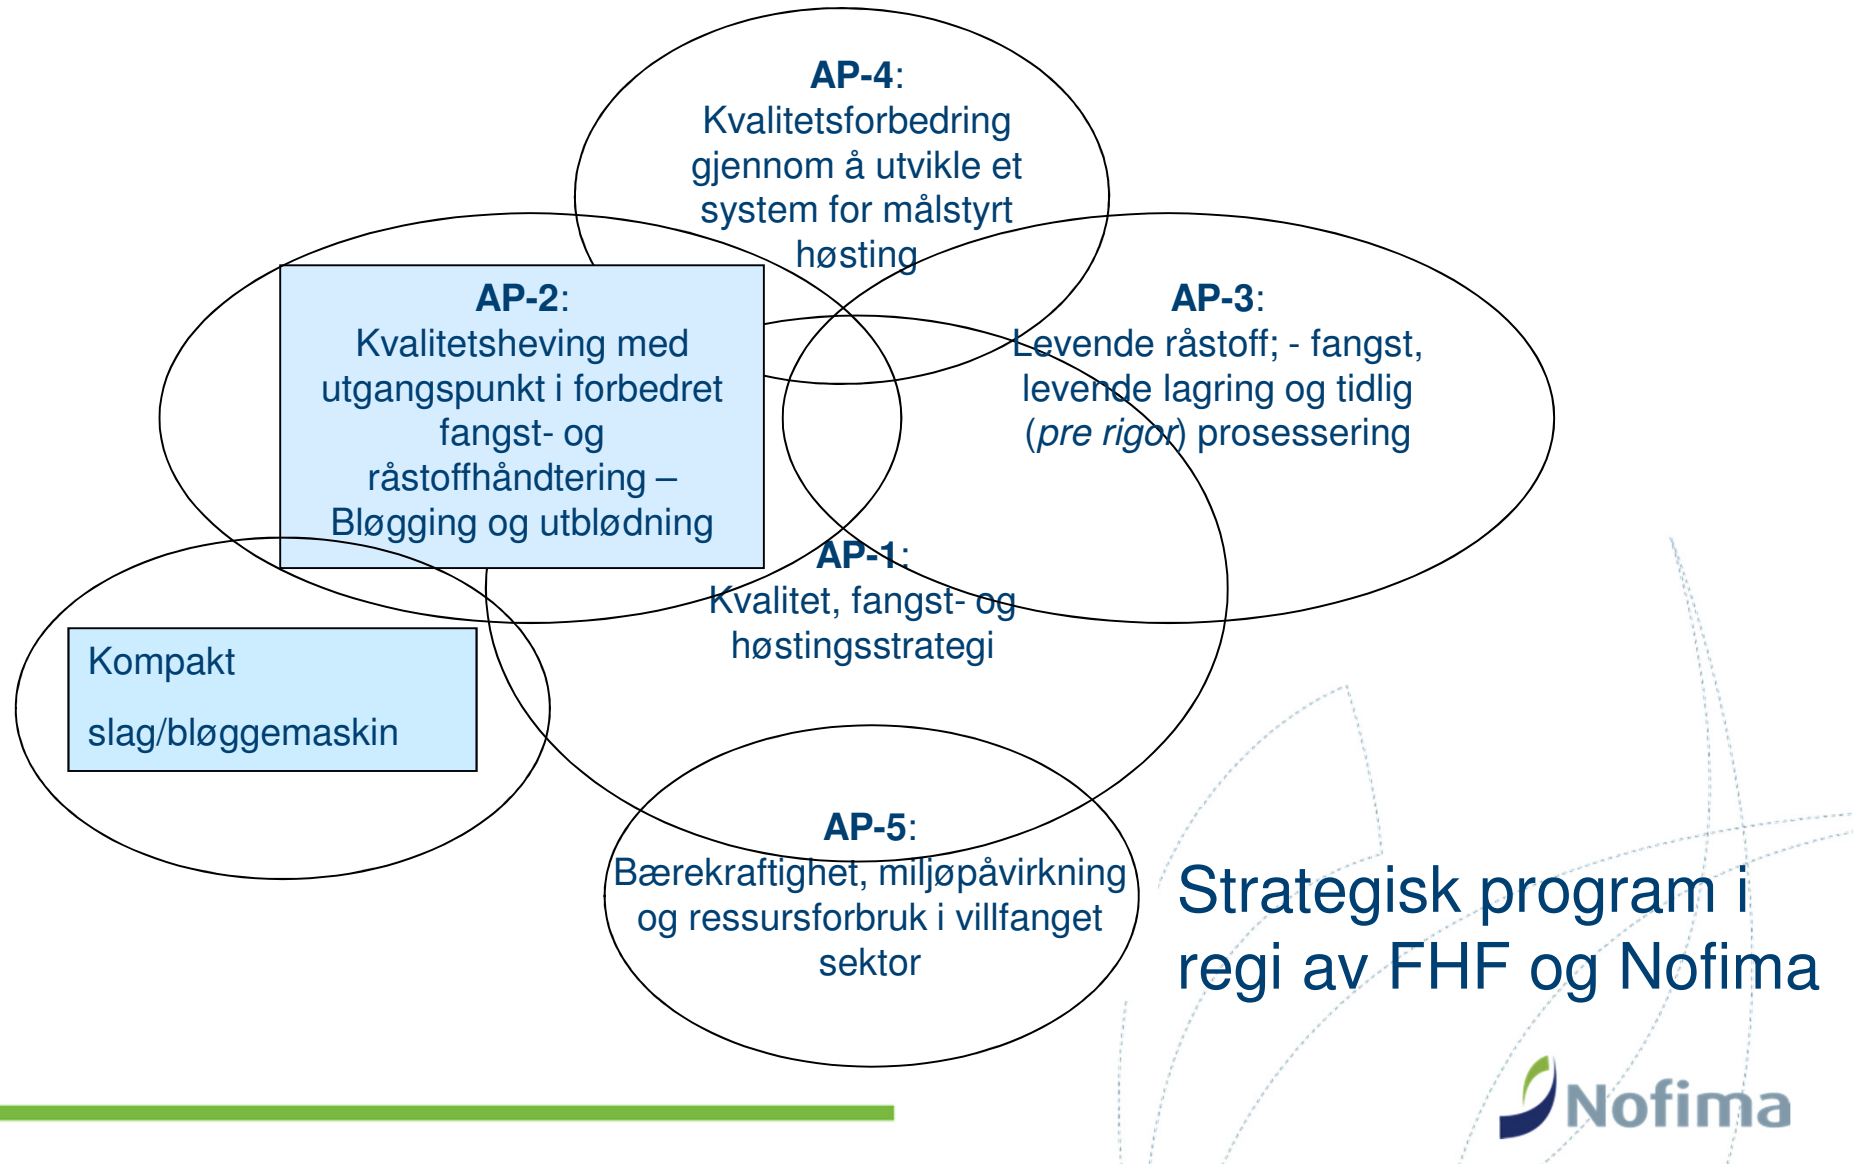 AP-4:
Kvalitetsforbedring
gjennom å utvikle et
system for målstyrt
høsting
AP-2:
Kvalitetsheving med
utgangspunkt i forbedret
fangst- og
råstoffhåndtering –
Bløgging og utblødning
AP-3:
Levende råstoff; - fangst,
levende lagring og tidlig
(pre rigor) prosessering
AP-1:
Kvalitet, fangst- og
høstingsstrategi
Kompakt
slag/bløggemaskin
AP-5:
Bærekraftighet, miljøpåvirkning
og ressursforbruk i villfanget
sektor
Strategisk program i
regi av FHF og Nofima
Nofima